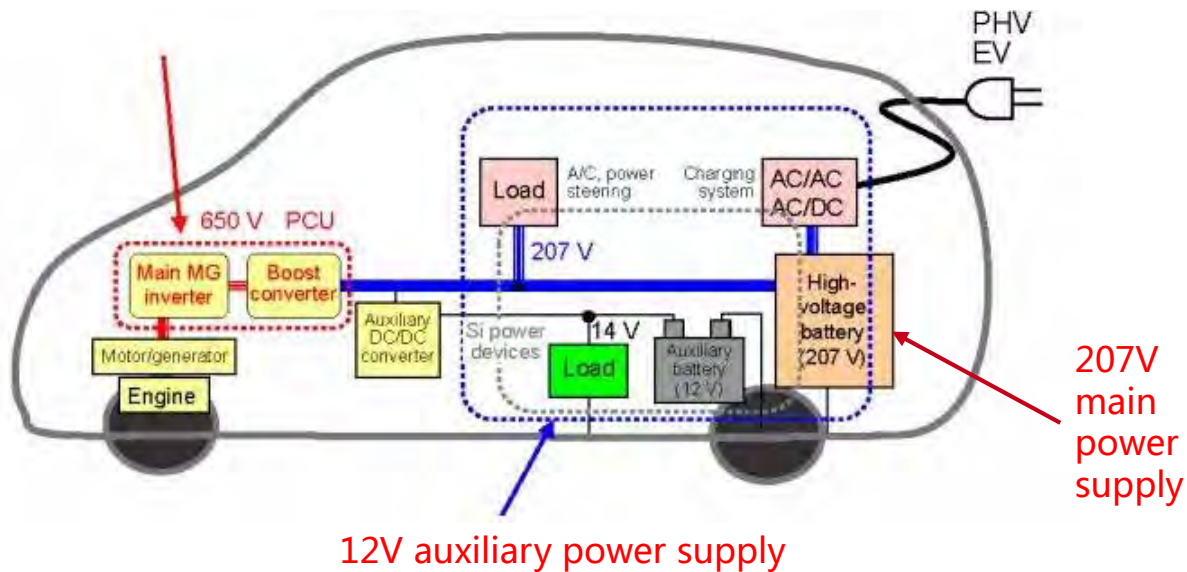 PHV
EV
A/C, power
steering
Charging
system
Load
AC/AC
AC/DC
650 V PCU
207 V
Main MG
inverter
Boost
converter
High-
voltage
battery
(207 V)
Auxiliary
DC/DC
converter
Si power
devices
14 V
Load
Auxiliary
battery
(12 V)
Motor/generator
Engine
207V
main
power
supply
12V auxiliary power supply